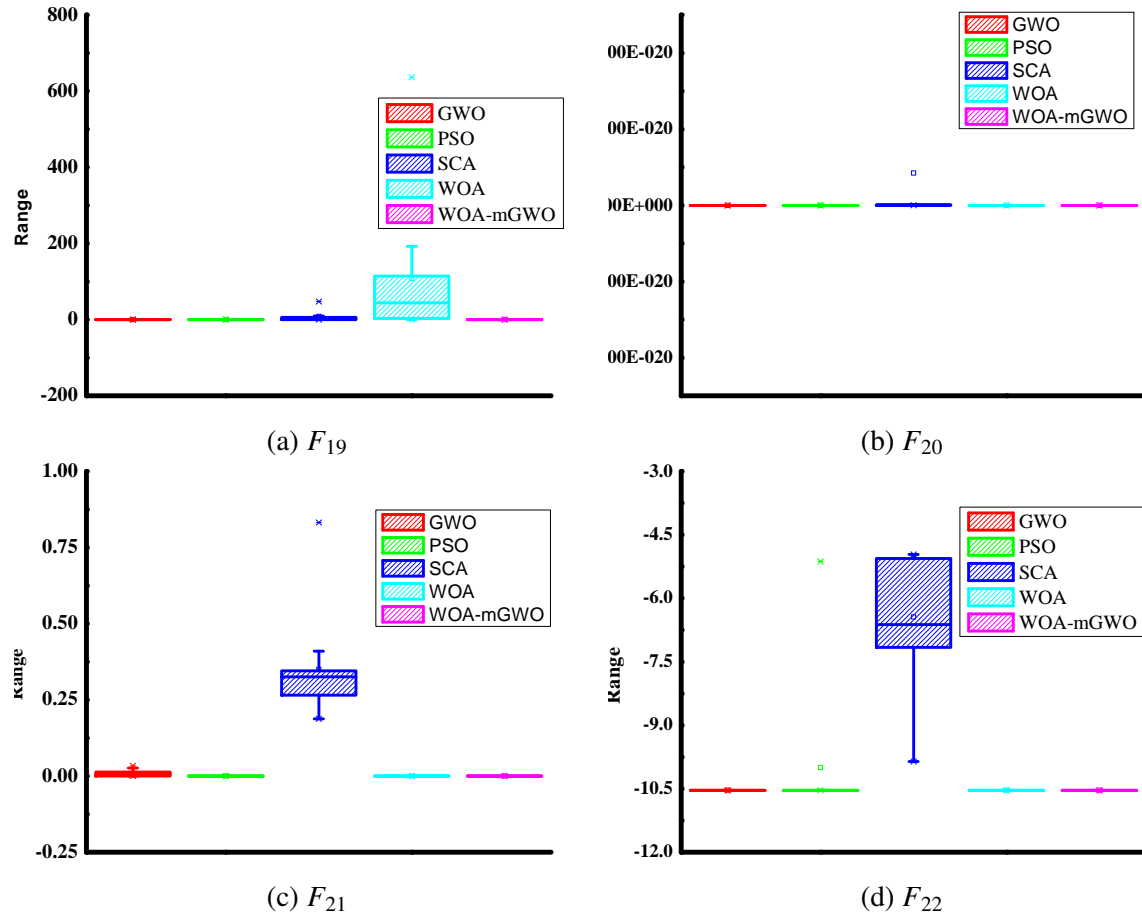 800
600
400
200
0
-200
Range
GWO
PSO
SCA
WOA
WOA-mGWO
(a) F19
00E-020
00E-020
00E+000
00E-020
00E-020
GWO
PSO
SCA
WOA
WOA-mGWO
(b) F20
1.00
0.75
0.50
0.25
0.00
-0.25
Range
GWO
PSO
SCA
WOA
WOA-mGWO
(c) F21
-3.0
-4.5
-6.0
-7.5
-9.0
-10.5
-12.0
Range
GWO
PSO
SCA
WOA
WOA-mGWO
(d) F22